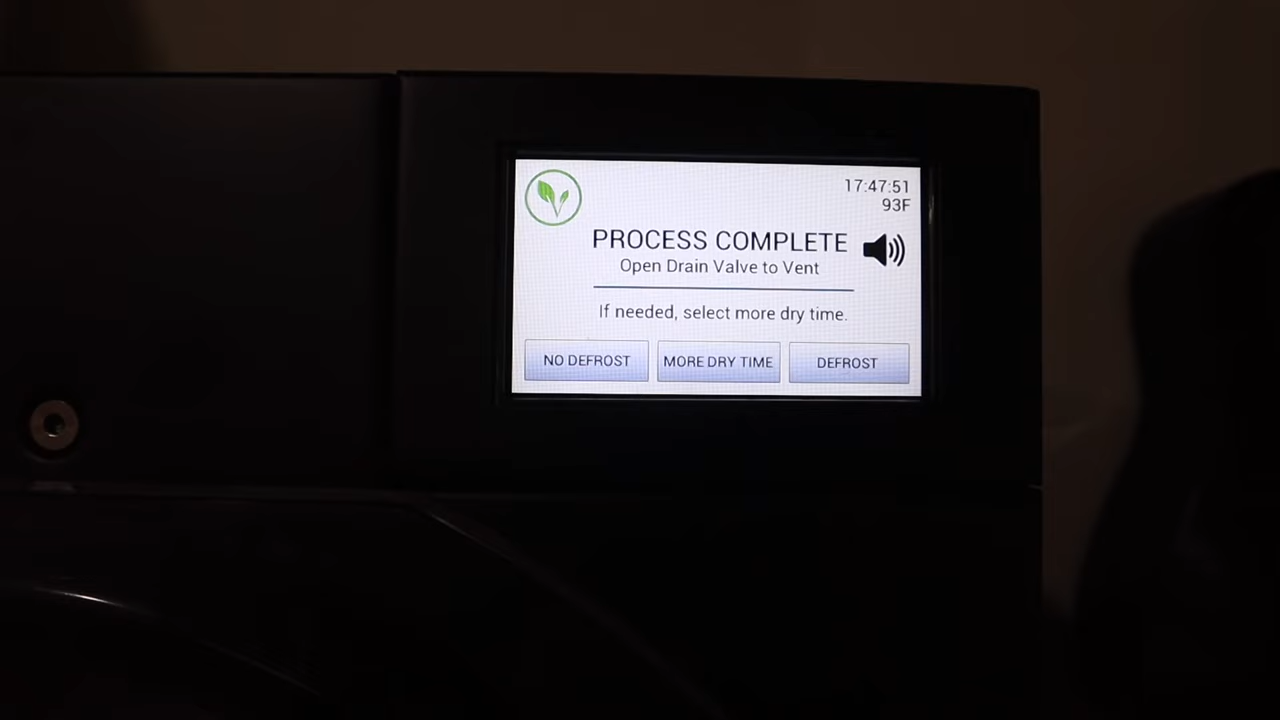 17:47:51
93F
PROCESS COMPLETE
Open Drain Valve to Vent
If needed, select more dry time.
NO DEFROST
MORE DRY TIME
DEFROST